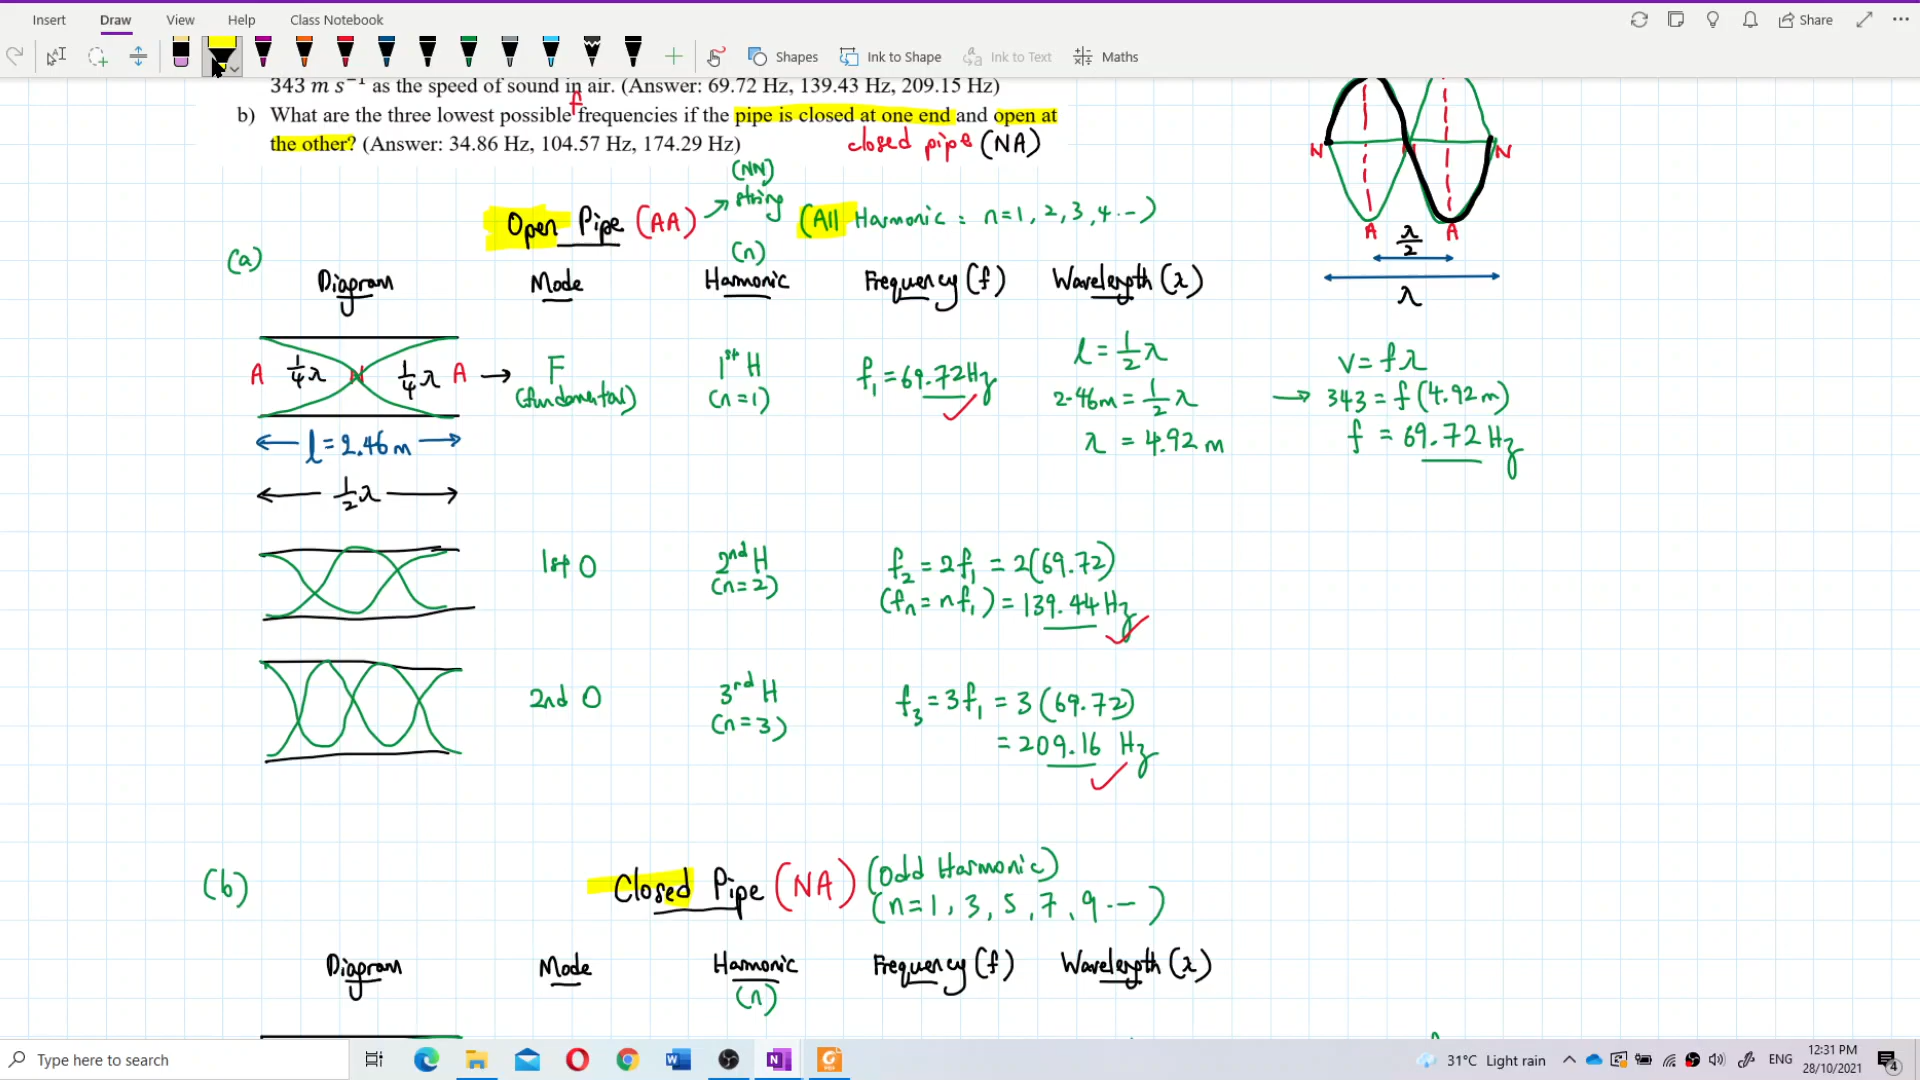 Insert Draw View Help Class Notebook
Share
Shapes Ink to Shape Ink to Text Maths
343 m s⁻¹ as the speed of sound in air. (Answer: 69.72 Hz, 139.43 Hz, 209.15 Hz)
f
b) What are the three lowest possible frequencies if the pipe is closed at one end and open at
the other? (Answer: 34.86 Hz, 104.57 Hz, 174.29 Hz)
closed pipe (NA)
N N
A A
λ/2
λ
(NN)
string
Open Pipe (AA) → (All Harmonic : n=1, 2, 3, 4 ...)
(a)
(n)
Diagram Mode Harmonic Frequency (f) Wavelength (λ)
A 1/4 λ N 1/4 λ A → F 1st H f₁ = 69.72Hz l = 1/2 λ v = fλ
(fundamental) (n=1) 2.46m = 1/2 λ → 343 = f (4.92 m)
l = 2.46 m λ = 4.92 m f = 69.72 Hz
1/2 λ
1st O 2nd H f₂ = 2f₁ = 2(69.72)
(n=2) (fn = nf₁) = 139.44 Hz
2nd O 3rd H f₃ = 3f₁ = 3 (69.72)
(n=3) = 209.16 Hz
(b) Closed Pipe (NA) (Odd Harmonic)
(n=1, 3, 5, 7, 9 ... )
Diagram Mode Harmonic Frequency (f) Wavelength (λ)
(n)
Type here to search
31°C Light rain ENG 12:31 PM
28/10/2021
4